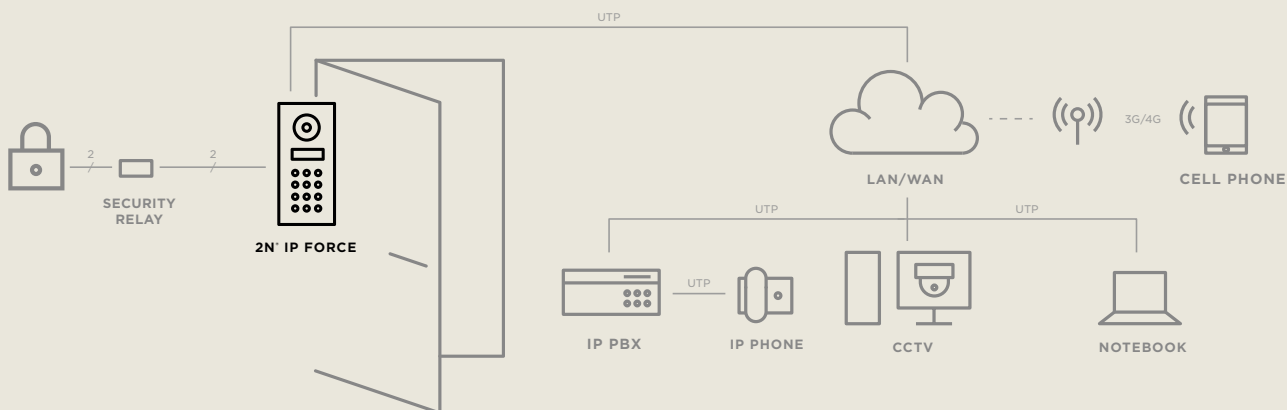 UTP
2
2
3G/4G
SECURITY
RELAY
LAN/WAN
CELL PHONE
2N® IP FORCE
UTP
UTP
UTP
IP PBX
IP PHONE
CCTV
NOTEBOOK